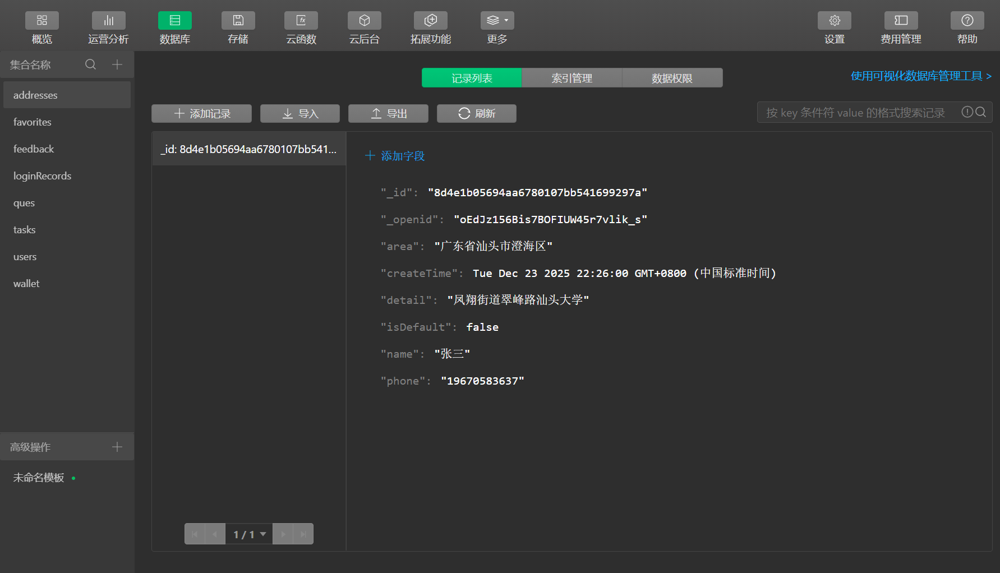 概览 运营分析 数据库 存储 云函数 云后台 拓展功能 更多 设置 费用管理 帮助
集合名称
addresses
favorites
feedback
loginRecords
ques
tasks
users
wallet
高级操作
未命名模板
记录列表 索引管理 数据权限
使用可视化数据库管理工具 >
添加记录 导入 导出 刷新
按 key 条件符 value 的格式搜索记录
_id: 8d4e1b05694aa6780107bb541...
1 / 1
添加字段
"_id": "8d4e1b05694aa6780107bb541699297a"
"_openid": "oEdJz156Bis7BOFIUW45r7vlik_s"
"area": "广东省汕头市澄海区"
"createTime": Tue Dec 23 2025 22:26:00 GMT+0800 (中国标准时间)
"detail": "凤翔街道翠峰路汕头大学"
"isDefault": false
"name": "张三"
"phone": "19670583637"